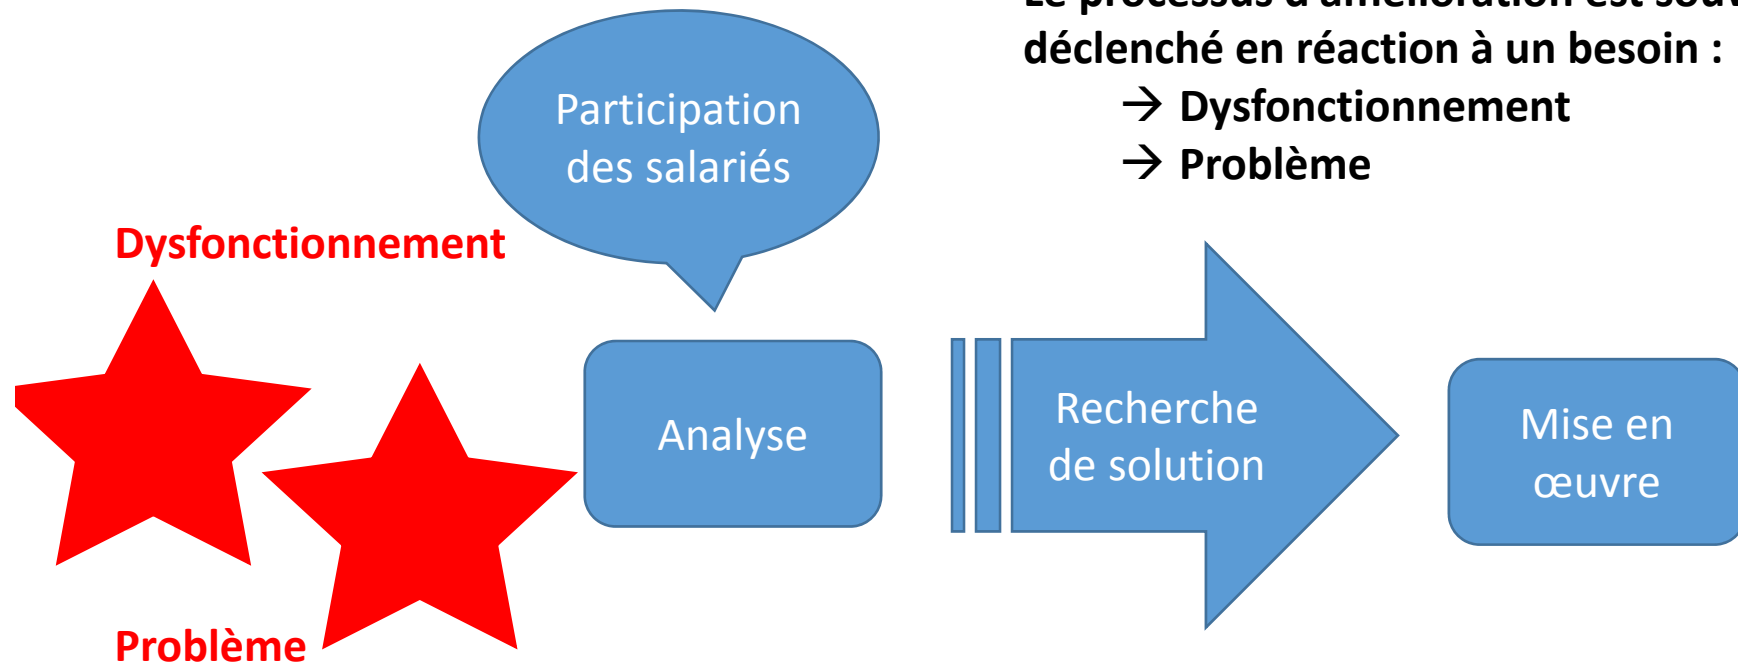 déclenché en réaction à un besoin :
→ Dysfonctionnement
→ Problème
Participation
des salariés
Dysfonctionnement
Problème
Analyse
Recherche
de solution
Mise en
œuvre